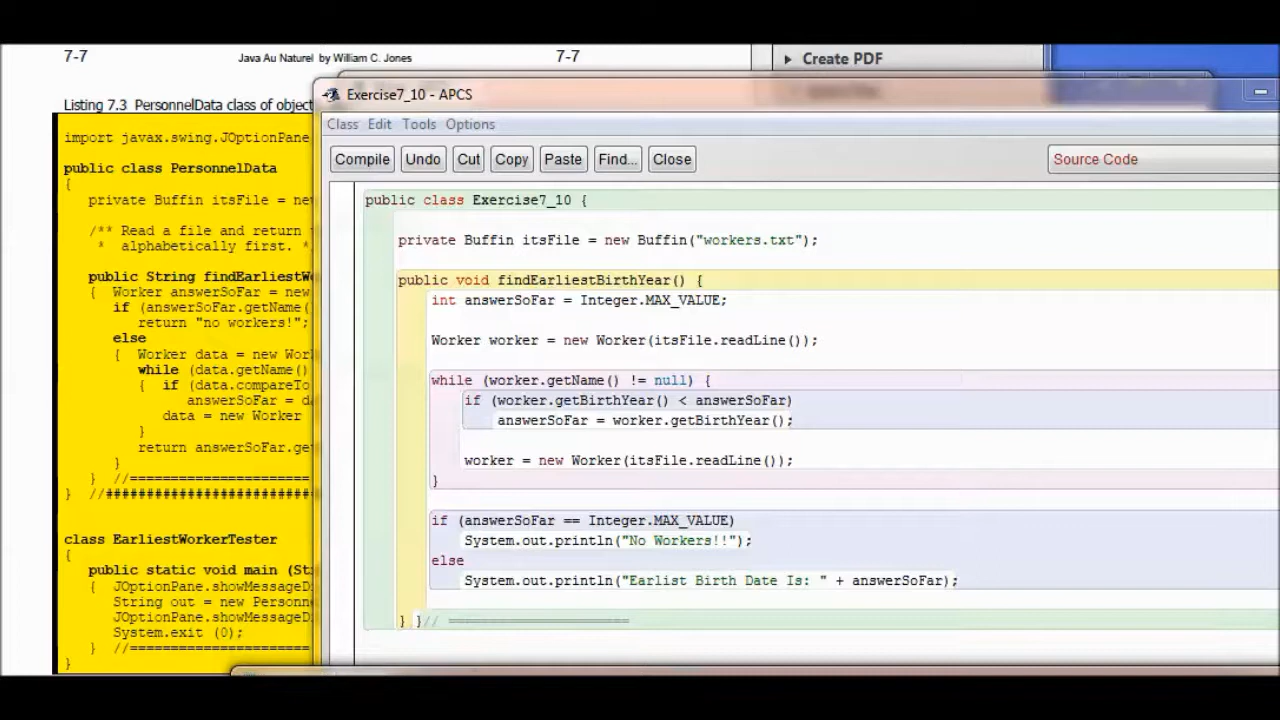 7-7 Java Au Naturel by William C. Jones 7-7
Create PDF
Listing 7.3 PersonnelData class of object
import javax.swing.JOptionPane
public class PersonnelData
{
private Buffin itsFile = new
/** Read a file and return
* alphabetically first. *
public String findEarliestWo
{ Worker answerSoFar = new
if (answerSoFar.getName(
return "no workers!";
else
{ Worker data = new Work
while (data.getName()
{ if (data.compareTo
answerSoFar = da
data = new Worker
}
return answerSoFar.ge
}
} //======================
} //##########################
class EarliestWorkerTester
{
public static void main (St
{ JOptionPane.showMessageD
String out = new Personn
JOptionPane.showMessageD
System.exit (0);
} //======================
}
Exercise7_10 - APCS
Class Edit Tools Options
Compile Undo Cut Copy Paste Find... Close
Source Code
public class Exercise7_10 {
private Buffin itsFile = new Buffin("workers.txt");
public void findEarliestBirthYear() {
int answerSoFar = Integer.MAX_VALUE;
Worker worker = new Worker(itsFile.readLine());
while (worker.getName() != null) {
if (worker.getBirthYear() < answerSoFar)
answerSoFar = worker.getBirthYear();
worker = new Worker(itsFile.readLine());
}
if (answerSoFar == Integer.MAX_VALUE)
System.out.println("No Workers!!");
else
System.out.println("Earlist Birth Date Is: " + answerSoFar);
} }// ======================